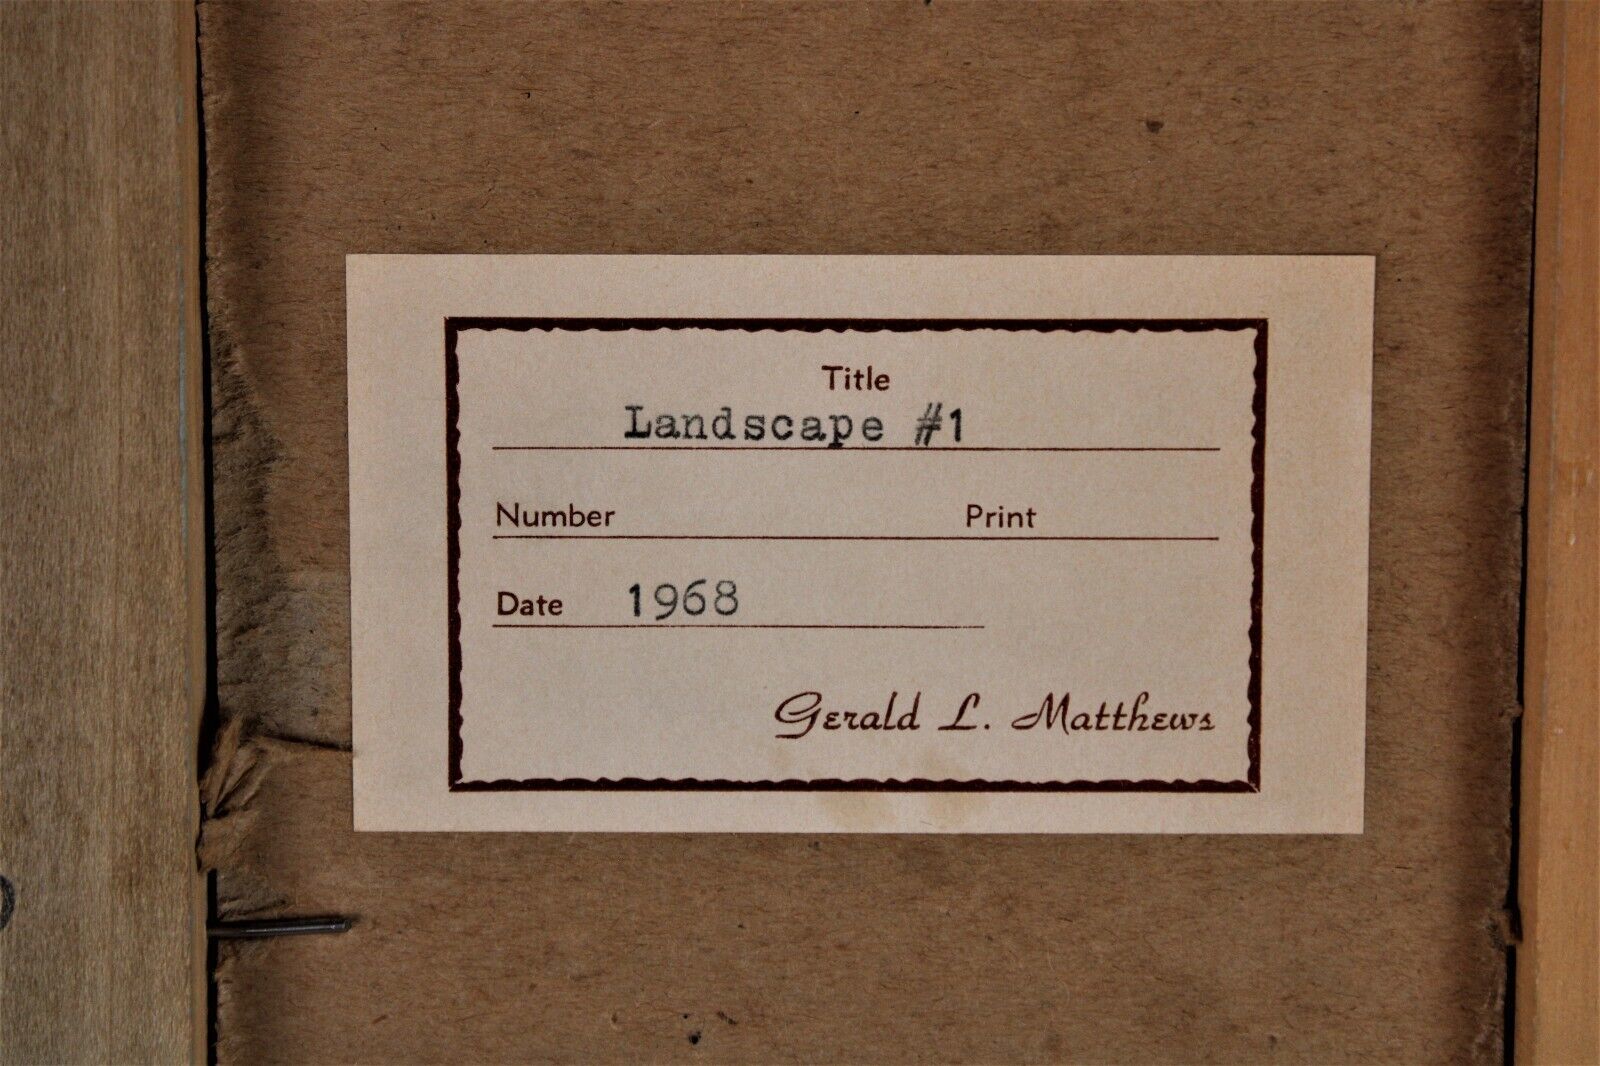 Title
Landscape #1
Number Print
Date 1968
Gerald L. Matthews